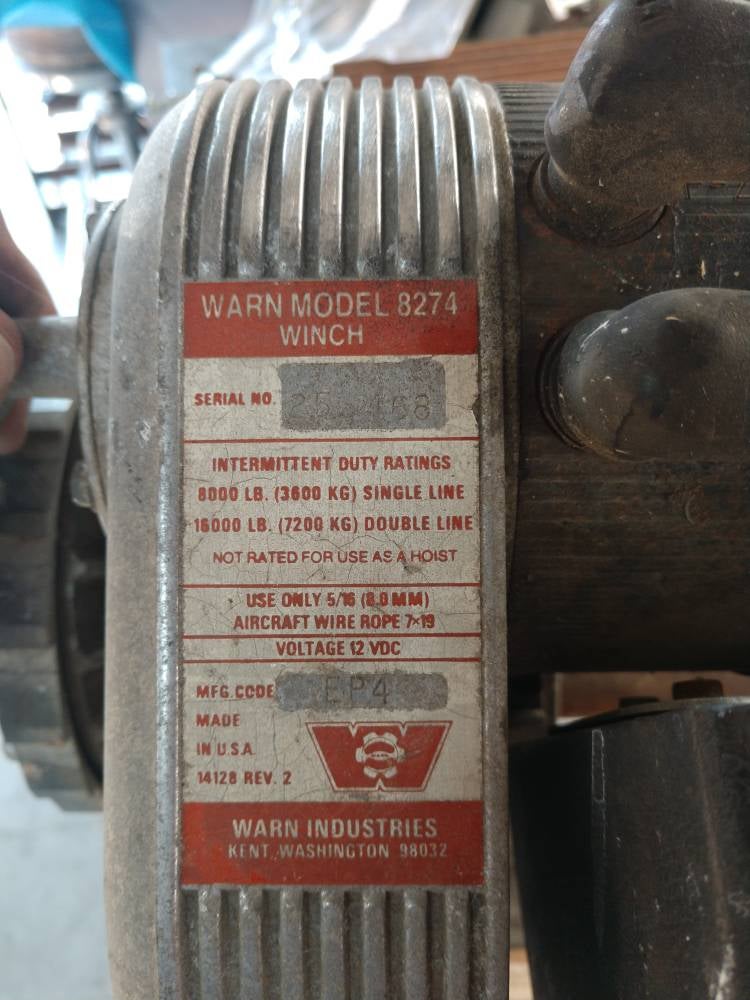 WARN MODEL 8274
WINCH
SERIAL NO
INTERMITTENT DUTY RATINGS
8000 LB. (3600 KG) SINGLE LINE
16000 LB. (7200 KG) DOUBLE LINE
NOT RATED FOR USE AS A HOIST
USE ONLY 5/16 (8.0 MM)
AIRCRAFT WIRE ROPE 7×19
VOLTAGE 12 VDC
MFG. CODE EP4
MADE
IN U.S.A.
14128 REV. 2
WARN INDUSTRIES
KENT, WASHINGTON 98032